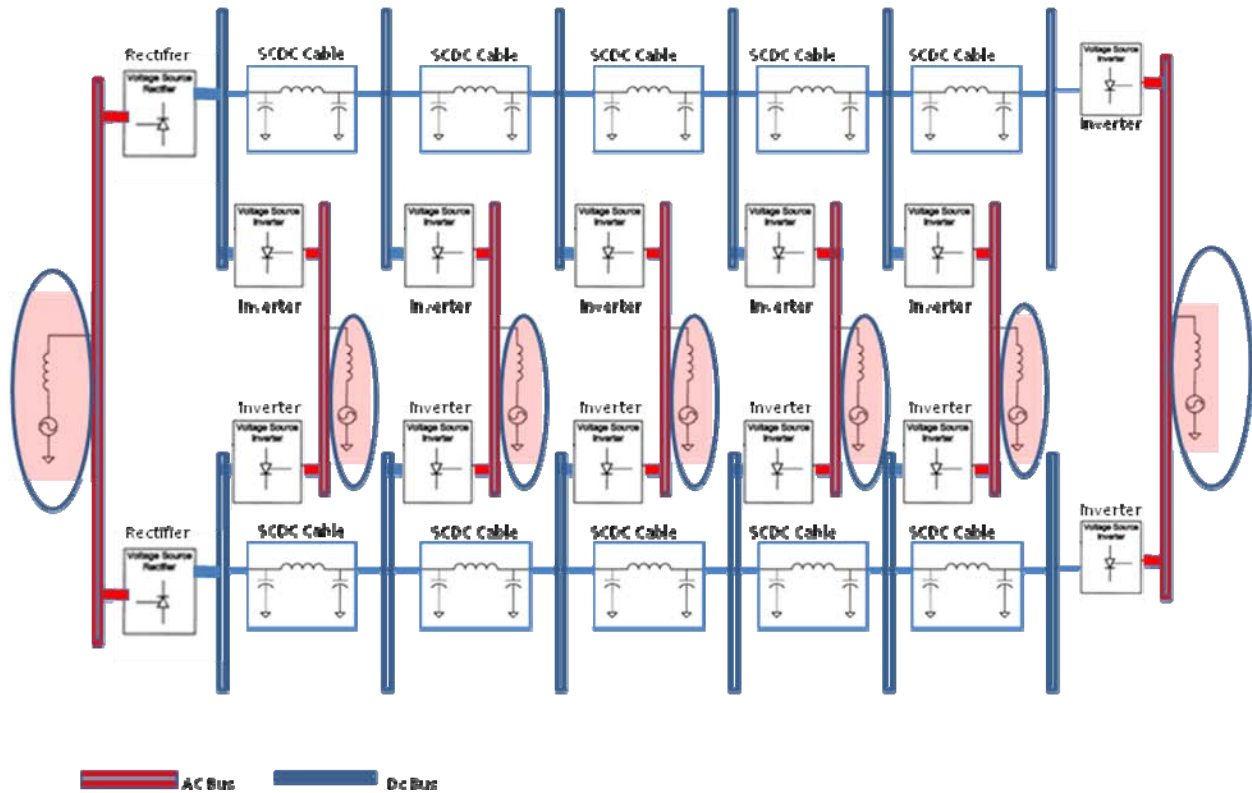 SCDC Cable SCDC Cable SCDC Cable SCDC Cable SCDC Cable
Rectifier
Voltage Source
Rectifier
Voltage Source
Inverter
Inverter
Voltage Source
Inverter
Voltage Source
Inverter
Voltage Source
Inverter
Voltage Source
Inverter
Voltage Source
Inverter
Inverter Inverter Inverter Inverter Inverter
Inverter Inverter Inverter Inverter Inverter
Voltage Source
Inverter
Voltage Source
Inverter
Voltage Source
Inverter
Voltage Source
Inverter
Voltage Source
Inverter
Rectifier
SCDC Cable SCDC Cable SCDC Cable SCDC Cable SCDC Cable
Inverter
Voltage Source
Rectifier
Voltage Source
Inverter
AC Bus Dc Bus